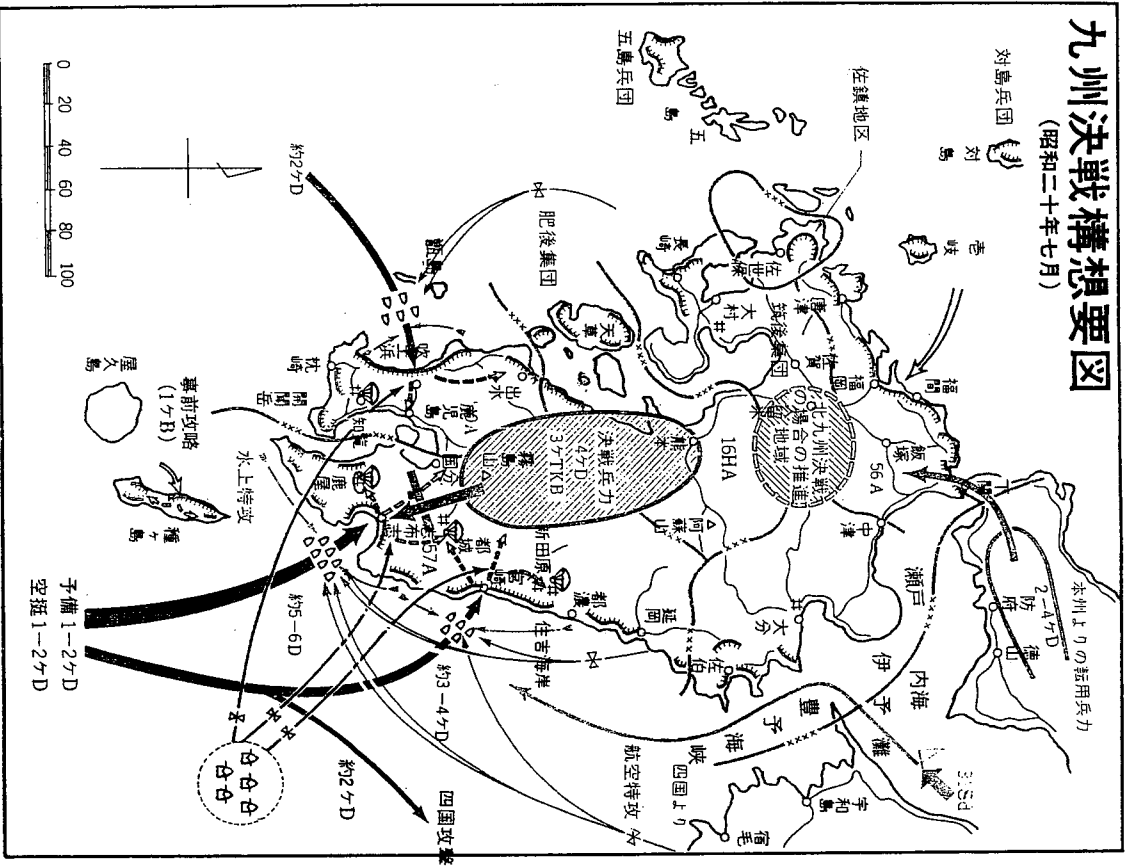 九州決戦構想要図
(昭和二十年七月)
対島兵団
対島
壱岐
五島兵団
五島
佐鎮地区
0 20 40 60 80 100
約2ケD
肥後集団
甑島
長崎
佐世保
大村
唐津
筑後集団
佐賀
福岡
福間
飯塚
56A
中津
下関
本州よりの転用兵力
2-4ケD
防府
徳山
瀬戸
内海
伊予灘
豊予海峡
大分
佐伯
延岡
都濃
住吉海岸
北九州決戦
の場合の推進
16HA
熊本
阿蘇山
決戦兵力
4ケD
3ケTKB
霧島山
天草
出水
吹上浜
枕崎
鹿児島
知覧
開聞岳
国分
鹿屋
志布志
57A
都城
宮崎
新田原
屋久島
幕前攻略
(1ケB)
種ケ島
水上特攻
約5-6D
約3-4ケD
予備1-2ケD
空挺1-2ケD
約2ケD
四国攻撃
航空特攻
四国より
宇和島
宿毛